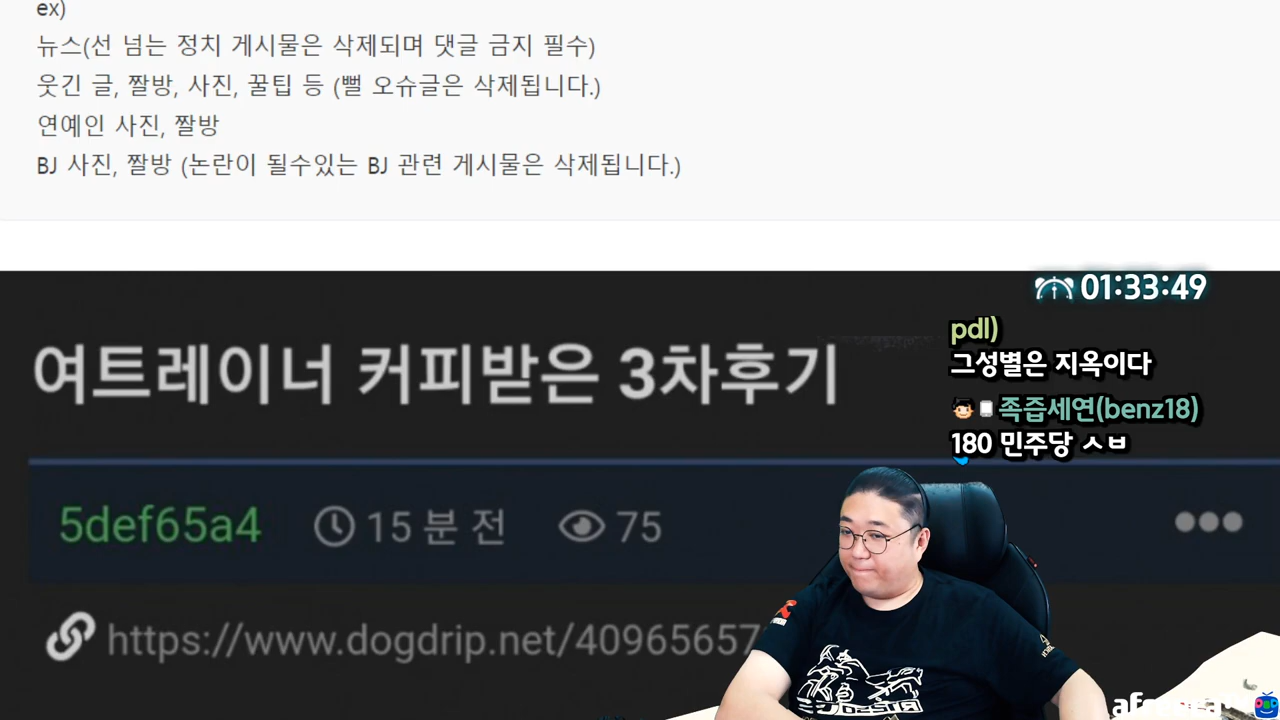 ex)
뉴스(선 넘는 정치 게시물은 삭제되며 댓글 금지 필수)
웃긴 글, 짤방, 사진, 꿀팁 등 (뻘 오슈글은 삭제됩니다.)
연예인 사진, 짤방
BJ 사진, 짤방 (논란이 될수있는 BJ 관련 게시물은 삭제됩니다.)
01:33:49
pdl)
그성별은 지옥이다
족즙세연(benz18)
180 민주당 ㅅㅂ
여트레이너 커피받은 3차후기
5def65a4 15 분 전 75
https://www.dogdrip.net/40965657